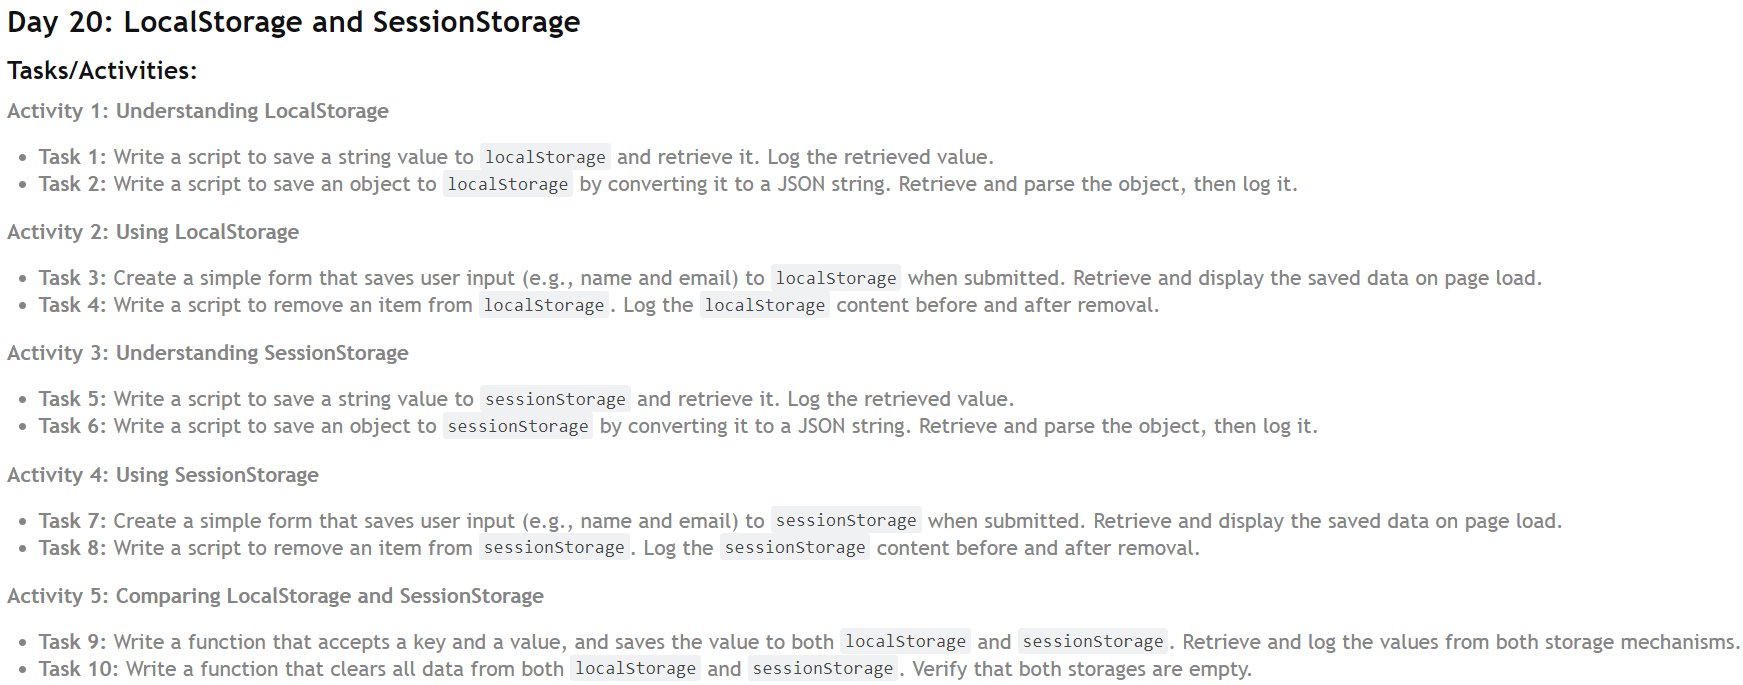 Day 20: LocalStorage and SessionStorage
Tasks/Activities:
Activity 1: Understanding LocalStorage
• Task 1: Write a script to save a string value to localStorage and retrieve it. Log the retrieved value.
• Task 2: Write a script to save an object to localStorage by converting it to a JSON string. Retrieve and parse the object, then log it.
Activity 2: Using LocalStorage
• Task 3: Create a simple form that saves user input (e.g., name and email) to localStorage when submitted. Retrieve and display the saved data on page load.
• Task 4: Write a script to remove an item from localStorage. Log the localStorage content before and after removal.
Activity 3: Understanding SessionStorage
• Task 5: Write a script to save a string value to sessionStorage and retrieve it. Log the retrieved value.
• Task 6: Write a script to save an object to sessionStorage by converting it to a JSON string. Retrieve and parse the object, then log it.
Activity 4: Using SessionStorage
• Task 7: Create a simple form that saves user input (e.g., name and email) to sessionStorage when submitted. Retrieve and display the saved data on page load.
• Task 8: Write a script to remove an item from sessionStorage. Log the sessionStorage content before and after removal.
Activity 5: Comparing LocalStorage and SessionStorage
• Task 9: Write a function that accepts a key and a value, and saves the value to both localStorage and sessionStorage. Retrieve and log the values from both storage mechanisms.
• Task 10: Write a function that clears all data from both localStorage and sessionStorage. Verify that both storages are empty.